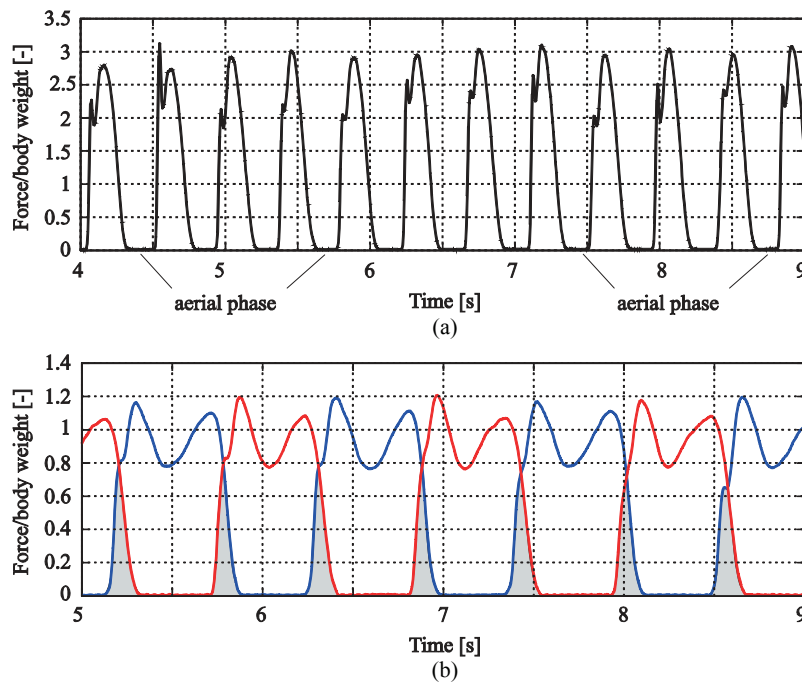 3.5
3
2.5
2
1.5
1
0.5
0
Force/body weight [-]
4 5 6 7 8 9
aerial phase aerial phase
Time [s]
(a)
1.4
1.2
1
0.8
0.6
0.4
0.2
0
Force/body weight [-]
5 6 7 8 9
Time [s]
(b)